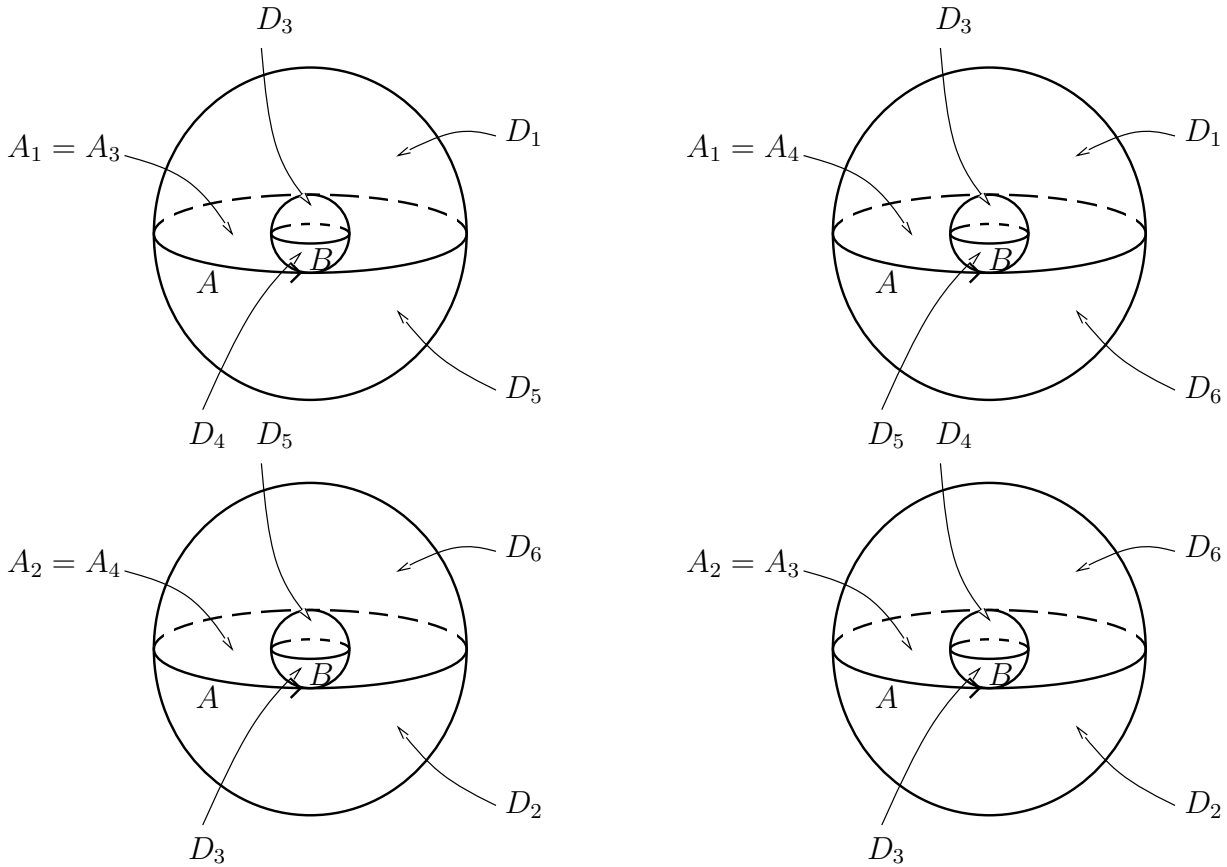 D₃
D₁
A₁ = A₃
A
B
D₅
D₄
D₃
D₁
A₁ = A₄
A
B
D₆
D₅
D₅
D₆
A₂ = A₄
A
B
D₂
D₃
D₄
D₆
A₂ = A₃
A
B
D₂
D₃